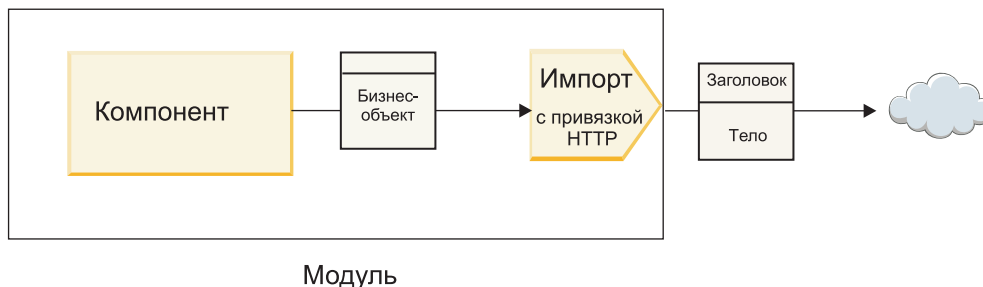 Компонент
Бизнес-
объект
Импорт
с привязкой
HTTP
Заголовок
Тело
Модуль